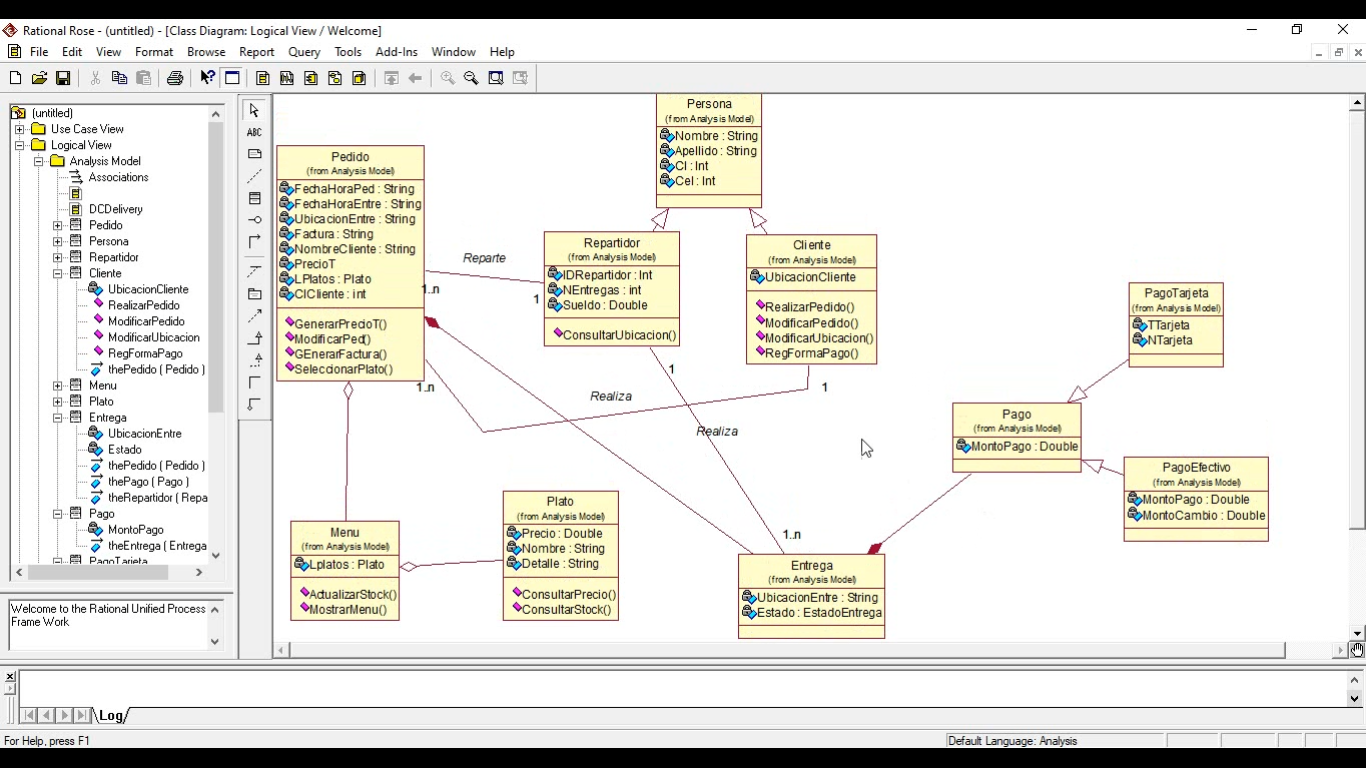 Rational Rose - (untitled) - [Class Diagram: Logical View / Welcome]
File Edit View Format Browse Report Query Tools Add-Ins Window Help
ABC
(untitled)
Use Case View
Logical View
Analysis Model
Associations
DCDelivery
Pedido
Persona
Repartidor
Cliente
UbicacionCliente
RealizarPedido
ModificarPedido
ModificarUbicacion
RegFormaPago
thePedido ( Pedido )
Menu
Plato
Entrega
UbicacionEntre
Estado
thePedido ( Pedido )
thePago ( Pago )
theRepartidor ( Repa
Pago
MontoPago
theEntrega ( Entrega
PagoTarjeta
Welcome to the Rational Unified Process
Frame Work
Persona
(from Analysis Model)
Nombre : String
Apellido : String
CI : Int
Cel : Int
Pedido
(from Analysis Model)
FechaHoraPed : String
FechaHoraEntre : String
UbicacionEntre : String
Factura : String
NombreCliente : String
PrecioT
LPlatos : Plato
CICliente : int
GenerarPrecioT()
ModificarPed()
GEnerarFactura()
SeleccionarPlato()
Reparte
1..n
1
Repartidor
(from Analysis Model)
IDRepartidor : Int
NEntregas : int
Sueldo : Double
ConsultarUbicacion()
Cliente
(from Analysis Model)
UbicacionCliente
RealizarPedido()
ModificarPedido()
ModificarUbicacion()
RegFormaPago()
PagoTarjeta
(from Analysis Model)
TTarjeta
NTarjeta
1
1..n
Realiza
1
Realiza
Pago
(from Analysis Model)
MontoPago : Double
PagoEfectivo
(from Analysis Model)
MontoPago : Double
MontoCambio : Double
Menu
(from Analysis Model)
Lplatos : Plato
ActualizarStock()
MostrarMenu()
Plato
(from Analysis Model)
Precio : Double
Nombre : String
Detalle : String
ConsultarPrecio()
ConsultarStock()
1..n
Entrega
(from Analysis Model)
UbicacionEntre : String
Estado : EstadoEntrega
Log
For Help, press F1
Default Language: Analysis